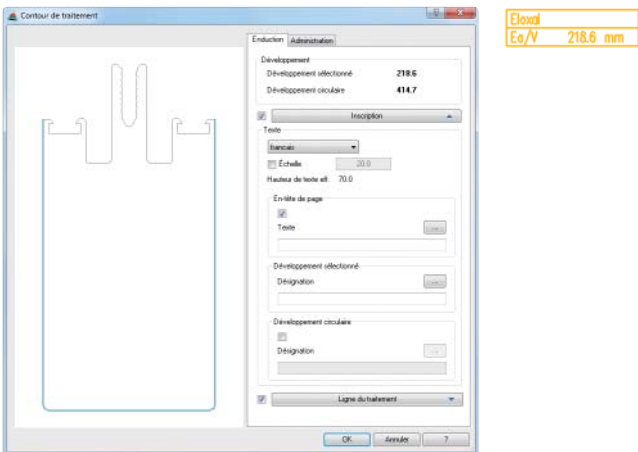 Contour de traitement
Enduction Administration
Développement
Développement sélectionné 218.6
Développement circulaire 414.7
Inscription
Texte
francais
Échelle 20.0
Hauteur de texte eff. 70.0
En-tête de page
Texte
Développement sélectionné
Désignation
Développement circulaire
Désignation
Ligne du traitement
OK Annuler ?
Eloxal
Eo/V 218.6 mm